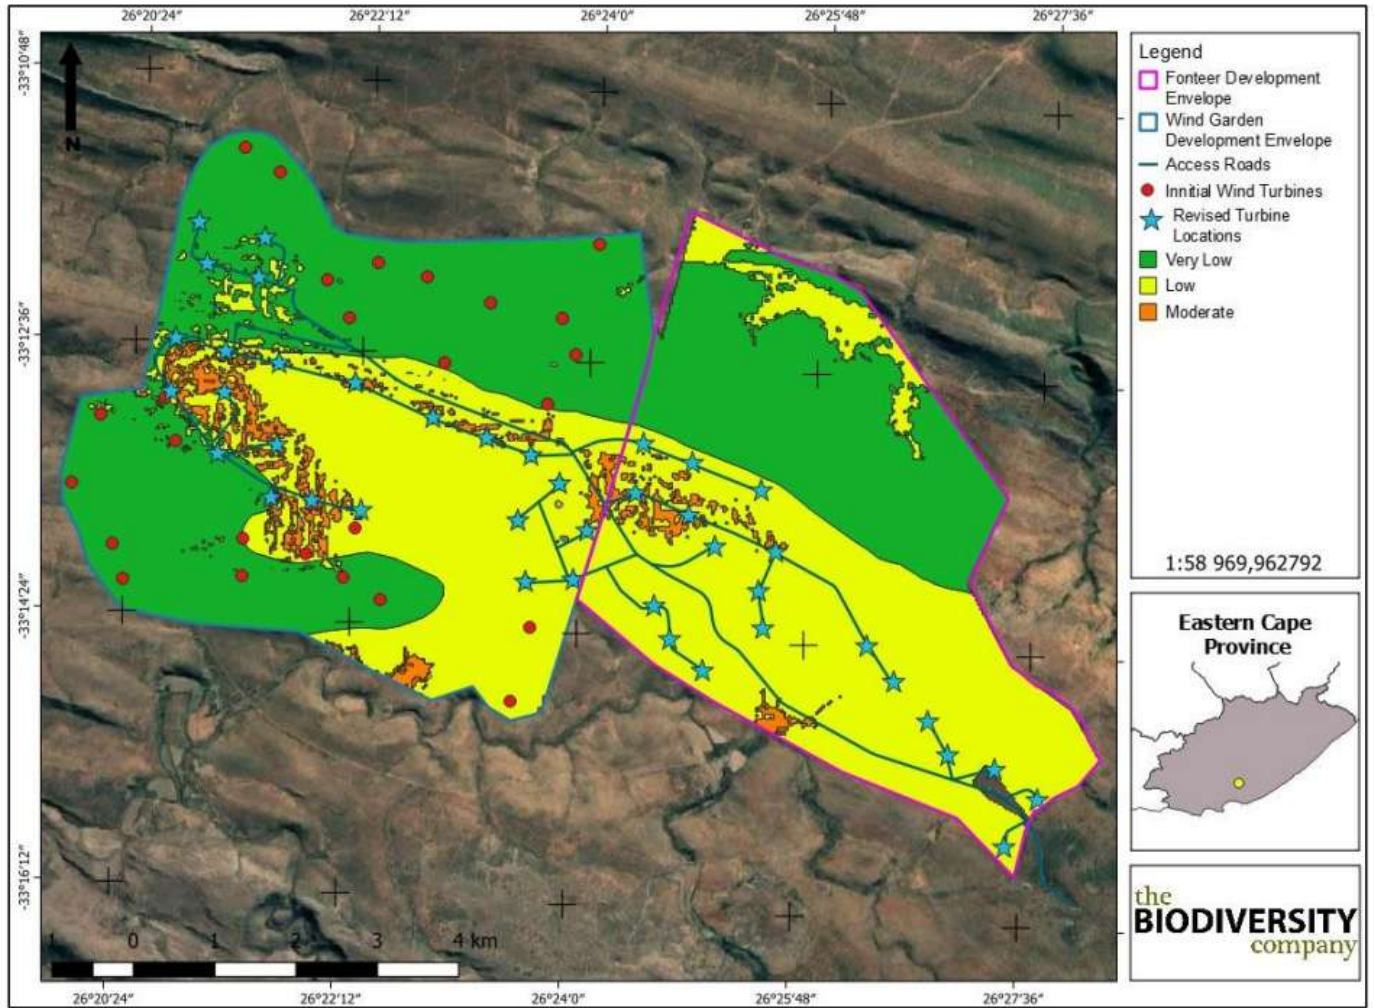 26°20'24" 26°22'12" 26°24'0" 26°25'48" 26°27'36"
-33°10'48"
-33°12'36"
-33°14'24"
-33°16'12"
N
1 0 1 2 3 4 km
26°20'24" 26°22'12" 26°24'0" 26°25'48" 26°27'36"
Legend
Fonteer Development
Envelope
Wind Garden
Development Envelope
Access Roads
Innitial Wind Turbines
Revised Turbine
Locations
Very Low
Low
Moderate
1:58 969,962792
Eastern Cape
Province
the
BIODIVERSITY
company